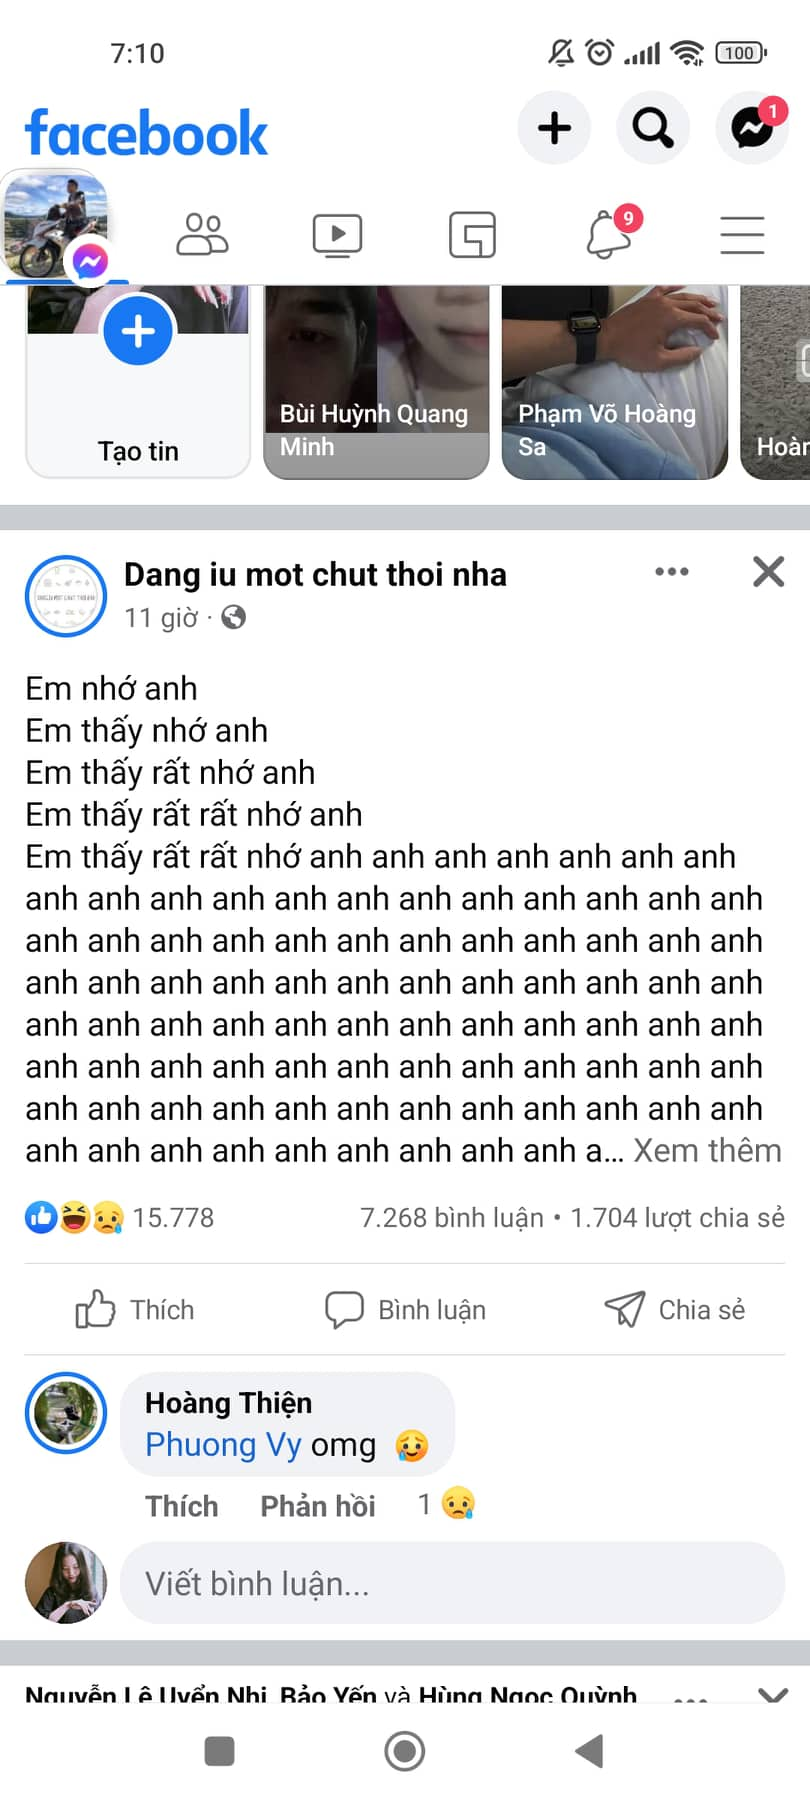 7:10
100
facebook
1
9
Tạo tin
Bùi Huỳnh Quang
Minh
Phạm Võ Hoàng
Sa
Hoàn
Dang iu mot chut thoi nha
11 giờ ·
Em nhớ anh
Em thấy nhớ anh
Em thấy rất nhớ anh
Em thấy rất rất nhớ anh
Em thấy rất rất nhớ anh anh anh anh anh anh anh
anh anh anh anh anh anh anh anh anh anh anh anh
anh anh anh anh anh anh anh anh anh anh anh anh
anh anh anh anh anh anh anh anh anh anh anh anh
anh anh anh anh anh anh anh anh anh anh anh anh
anh anh anh anh anh anh anh anh anh anh anh anh
anh anh anh anh anh anh anh anh anh anh anh anh
anh anh anh anh anh anh anh anh anh a... Xem thêm
15.778
7.268 bình luận • 1.704 lượt chia sẻ
Thích
Bình luận
Chia sẻ
Hoàng Thiện
Phuong Vy omg 🥲
Thích Phản hồi 1
Viết bình luận...
Nguyễn Lê Uyển Nhi, Bảo Yến và Hùng Ngọc Quỳnh